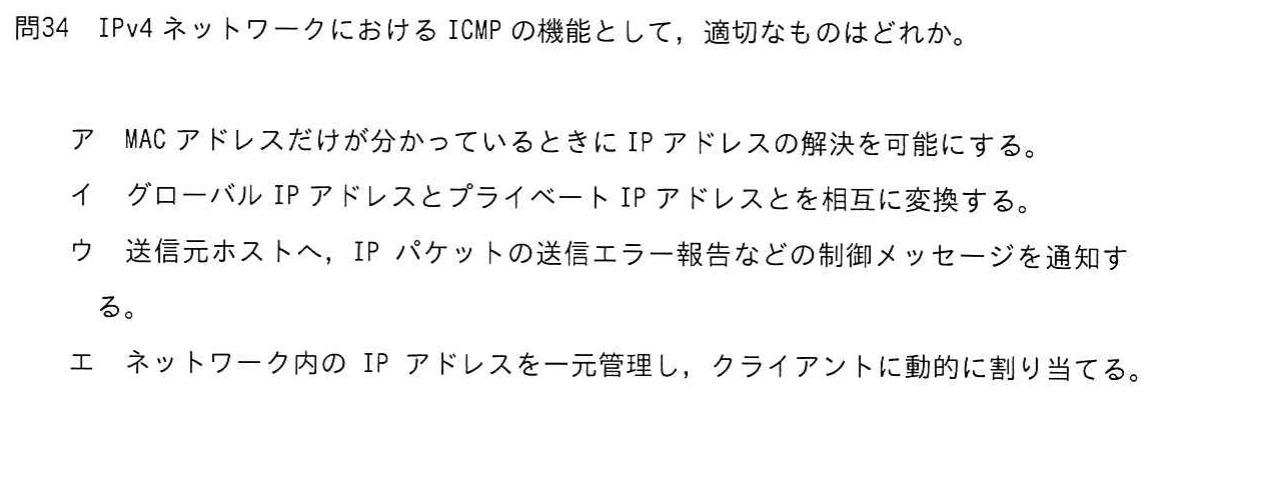 問34　IPv4 ネットワークにおける ICMP の機能として，適切なものはどれか。
ア　MAC アドレスだけが分かっているときに IP アドレスの解決を可能にする。
イ　グローバル IP アドレスとプライベート IP アドレスとを相互に変換する。
ウ　送信元ホストへ，IP パケットの送信エラー報告などの制御メッセージを通知す
る。
エ　ネットワーク内の IP アドレスを一元管理し，クライアントに動的に割り当てる。